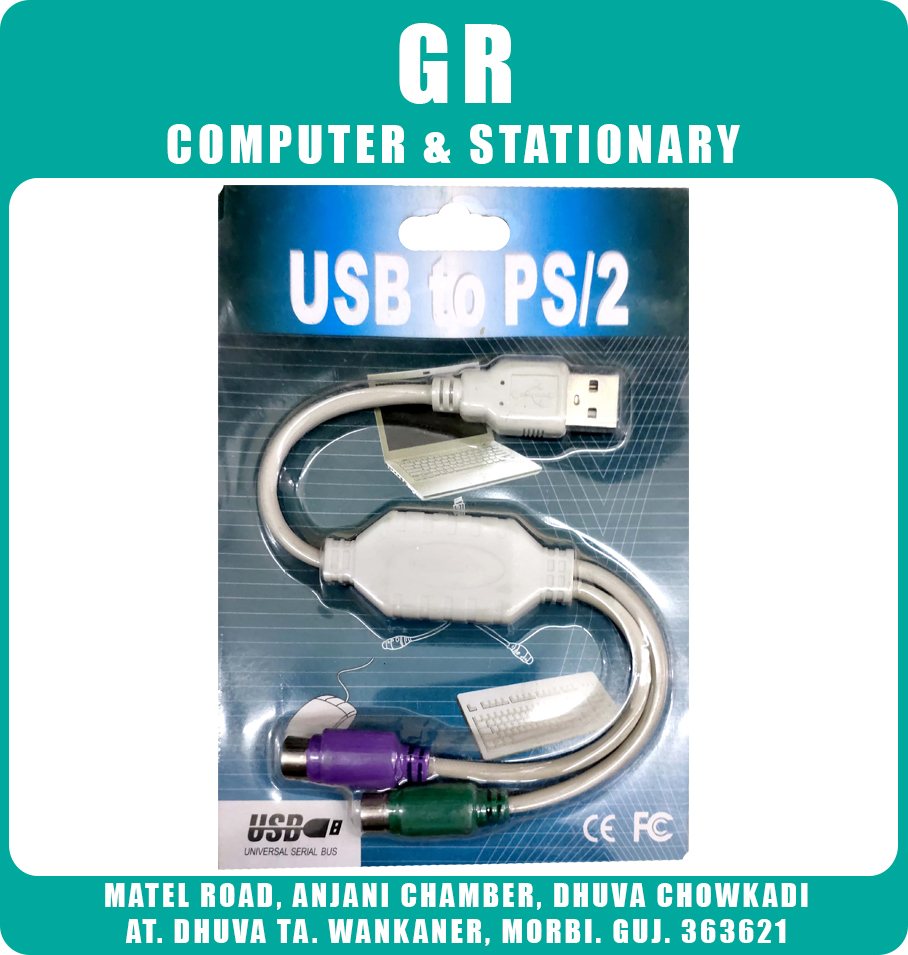 GR
COMPUTER & STATIONARY
USB to PS/2
USB
UNIVERSAL SERIAL BUS
CE FC
MATEL ROAD, ANJANI CHAMBER, DHUVA CHOWKADI
AT. DHUVA TA. WANKANER, MORBI. GUJ. 363621